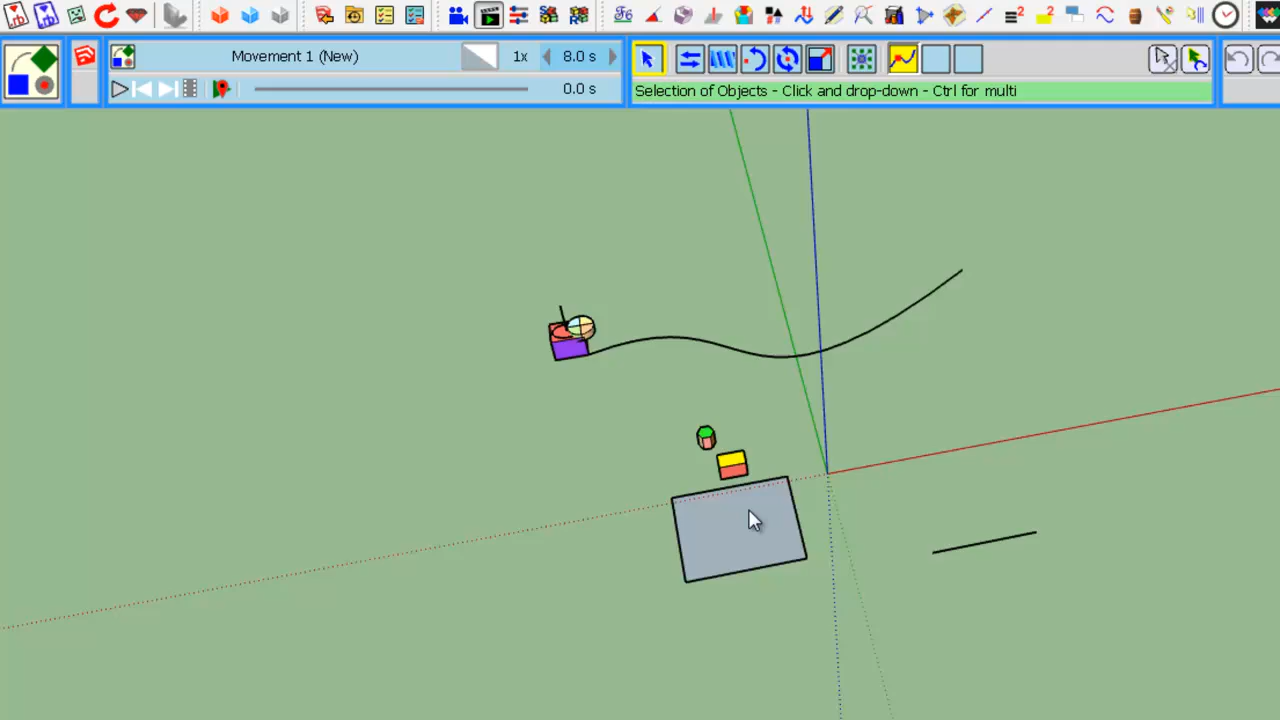 Movement 1 (New) 1x 8.0 s
0.0 s
Selection of Objects - Click and drop-down - Ctrl for multi